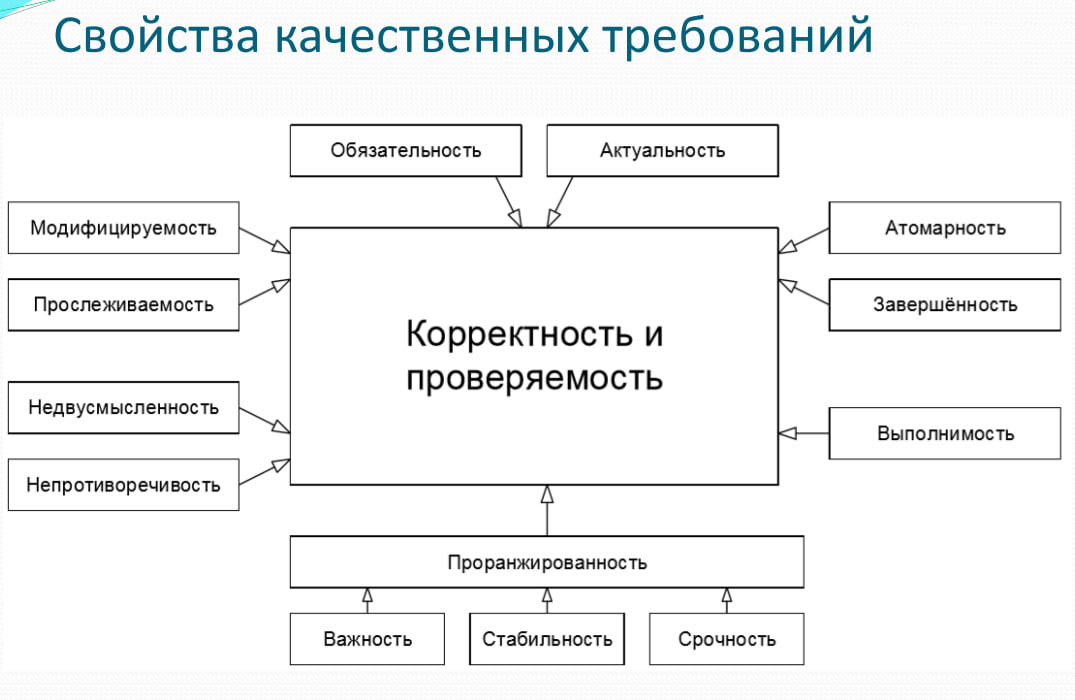 Свойства качественных требований
Обязательность
Актуальность
Модифицируемость
Атомарность
Прослеживаемость
Завершённость
Корректность и
проверяемость
Недвусмысленность
Выполнимость
Непротиворечивость
Проранжированность
Важность
Стабильность
Срочность